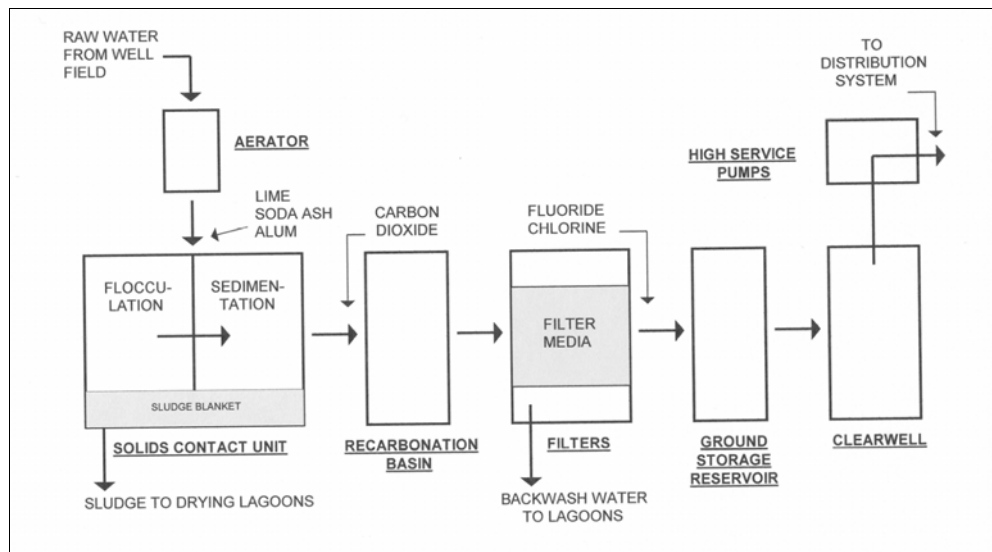 RAW WATER
FROM WELL
FIELD
AERATOR
LIME
SODA ASH
ALUM
FLOCCU-
LATION
SEDIMEN-
TATION
SLUDGE BLANKET
SOLIDS CONTACT UNIT
SLUDGE TO DRYING LAGOONS
CARBON
DIOXIDE
RECARBONATION
BASIN
FLUORIDE
CHLORINE
FILTER
MEDIA
FILTERS
BACKWASH WATER
TO LAGOONS
GROUND
STORAGE
RESERVOIR
CLEARWELL
HIGH SERVICE
PUMPS
TO
DISTRIBUTION
SYSTEM